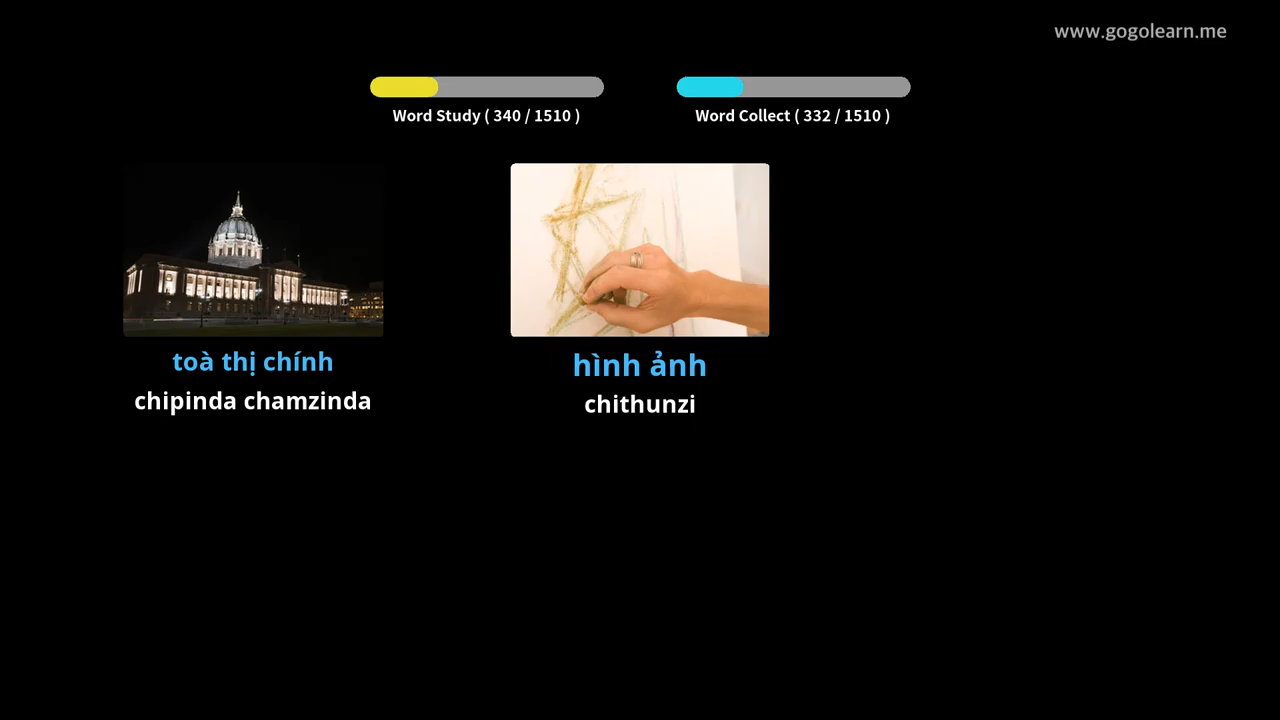 www.gogolearn.me
Word Study ( 340 / 1510 )
Word Collect ( 332 / 1510 )
toà thị chính
chipinda chamzinda
hình ảnh
chithunzi